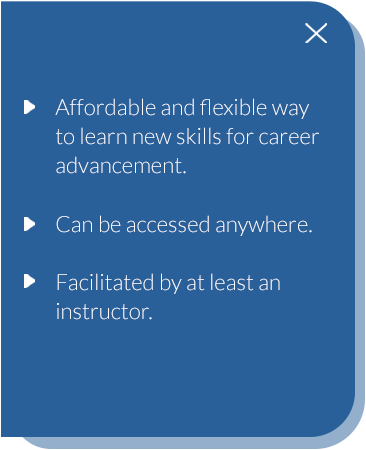 Affordable and flexible way
to learn new skills for career
advancement.
Can be accessed anywhere.
Facilitated by at least an
instructor.